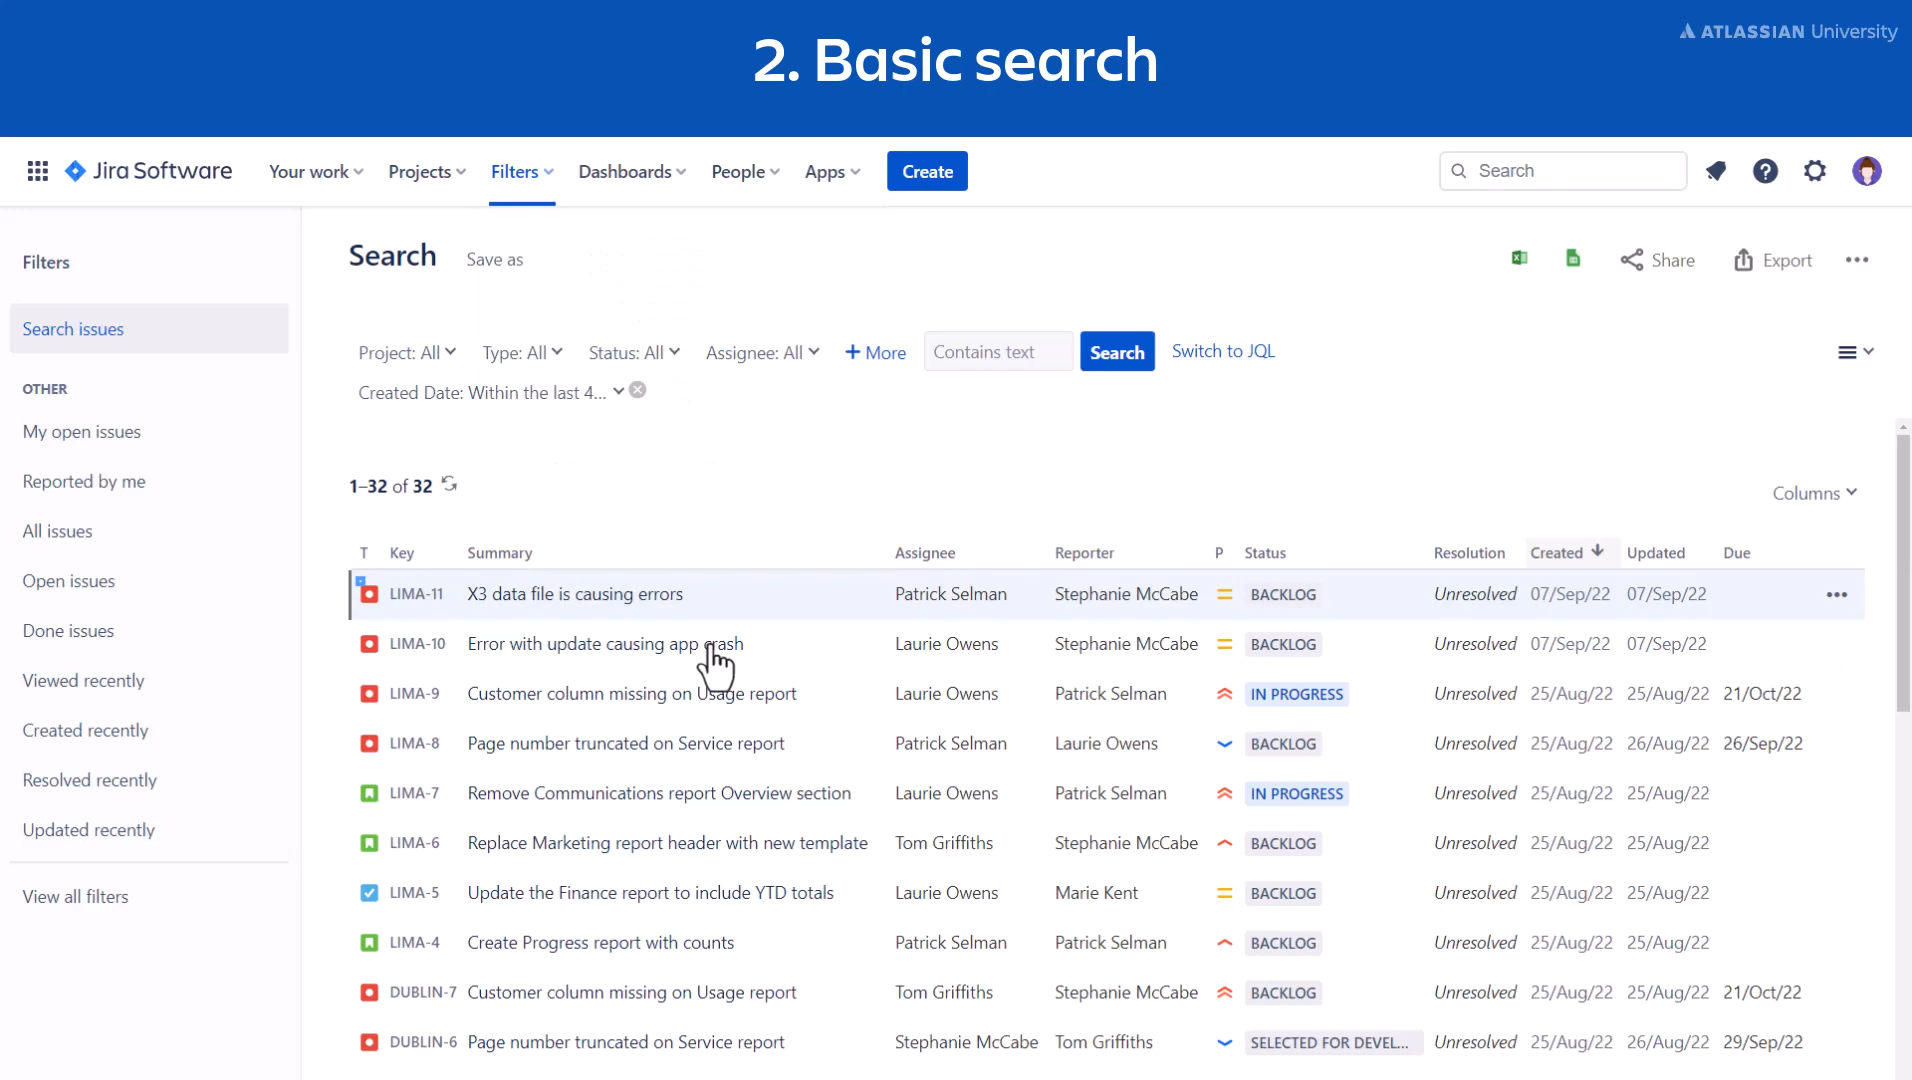 2. Basic search
ATLASSIAN University
Jira Software Your work Projects Filters Dashboards People Apps Create Search
Filters
Search issues
OTHER
My open issues
Reported by me
All issues
Open issues
Done issues
Viewed recently
Created recently
Resolved recently
Updated recently
View all filters
Search Save as Share Export
Project: All Type: All Status: All Assignee: All + More Contains text Search Switch to JQL
Created Date: Within the last 4...
1–32 of 32
Columns
T Key Summary Assignee Reporter P Status Resolution Created Updated Due
LIMA-11 X3 data file is causing errors Patrick Selman Stephanie McCabe BACKLOG Unresolved 07/Sep/22 07/Sep/22
LIMA-10 Error with update causing app crash Laurie Owens Stephanie McCabe BACKLOG Unresolved 07/Sep/22 07/Sep/22
LIMA-9 Customer column missing on Usage report Laurie Owens Patrick Selman IN PROGRESS Unresolved 25/Aug/22 25/Aug/22 21/Oct/22
LIMA-8 Page number truncated on Service report Patrick Selman Laurie Owens BACKLOG Unresolved 25/Aug/22 26/Aug/22 26/Sep/22
LIMA-7 Remove Communications report Overview section Laurie Owens Patrick Selman IN PROGRESS Unresolved 25/Aug/22 25/Aug/22
LIMA-6 Replace Marketing report header with new template Tom Griffiths Stephanie McCabe BACKLOG Unresolved 25/Aug/22 25/Aug/22
LIMA-5 Update the Finance report to include YTD totals Laurie Owens Marie Kent BACKLOG Unresolved 25/Aug/22 25/Aug/22
LIMA-4 Create Progress report with counts Patrick Selman Patrick Selman BACKLOG Unresolved 25/Aug/22 25/Aug/22
DUBLIN-7 Customer column missing on Usage report Tom Griffiths Stephanie McCabe BACKLOG Unresolved 25/Aug/22 25/Aug/22 21/Oct/22
DUBLIN-6 Page number truncated on Service report Stephanie McCabe Tom Griffiths SELECTED FOR DEVEL... Unresolved 25/Aug/22 26/Aug/22 29/Sep/22